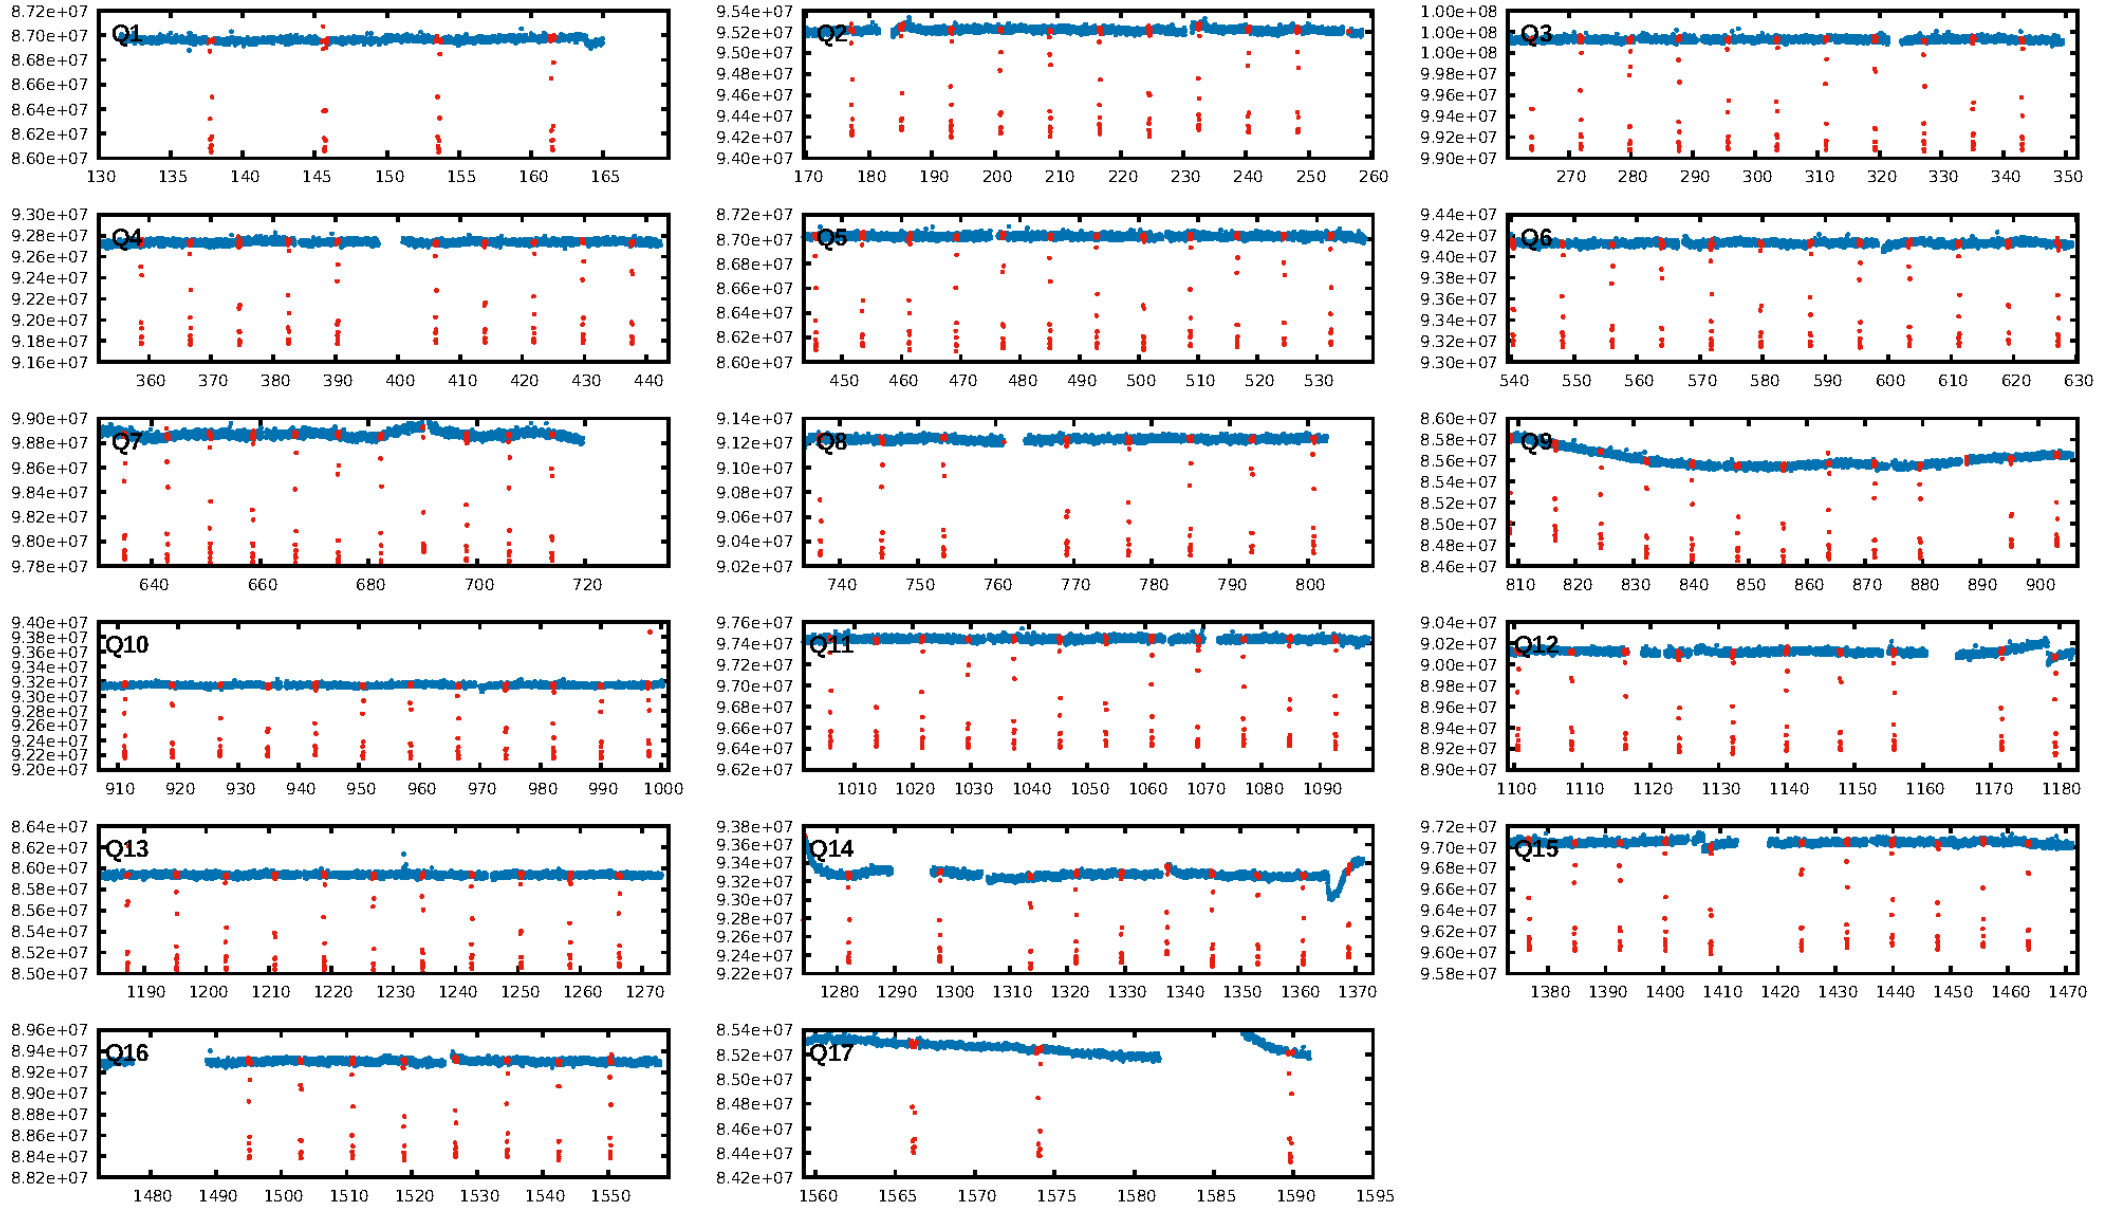 8.72e+07 8.70e+07 8.68e+07 8.66e+07 8.64e+07 8.62e+07 8.60e+07
Q1
130 135 140 145 150 155 160 165
9.54e+07 9.52e+07 9.50e+07 9.48e+07 9.46e+07 9.44e+07 9.42e+07 9.40e+07
Q2
170 180 190 200 210 220 230 240 250 260
1.00e+08 1.00e+08 1.00e+08 9.98e+07 9.96e+07 9.94e+07 9.92e+07 9.90e+07
Q3
270 280 290 300 310 320 330 340 350
9.30e+07 9.28e+07 9.26e+07 9.24e+07 9.22e+07 9.20e+07 9.18e+07 9.16e+07
Q4
360 370 380 390 400 410 420 430 440
8.72e+07 8.70e+07 8.68e+07 8.66e+07 8.64e+07 8.62e+07 8.60e+07
Q5
450 460 470 480 490 500 510 520 530
9.44e+07 9.42e+07 9.40e+07 9.38e+07 9.36e+07 9.34e+07 9.32e+07 9.30e+07
Q6
540 550 560 570 580 590 600 610 620 630
9.90e+07 9.88e+07 9.86e+07 9.84e+07 9.82e+07 9.80e+07 9.78e+07
Q7
640 660 680 700 720
9.14e+07 9.12e+07 9.10e+07 9.08e+07 9.06e+07 9.04e+07 9.02e+07
Q8
740 750 760 770 780 790 800
8.60e+07 8.58e+07 8.56e+07 8.54e+07 8.52e+07 8.50e+07 8.48e+07 8.46e+07
Q9
810 820 830 840 850 860 870 880 890 900
9.40e+07 9.38e+07 9.36e+07 9.34e+07 9.32e+07 9.30e+07 9.28e+07 9.26e+07 9.24e+07 9.22e+07 9.20e+07
Q10
910 920 930 940 950 960 970 980 990 1000
9.76e+07 9.74e+07 9.72e+07 9.70e+07 9.68e+07 9.66e+07 9.64e+07 9.62e+07
Q11
1010 1020 1030 1040 1050 1060 1070 1080 1090
9.04e+07 9.02e+07 9.00e+07 8.98e+07 8.96e+07 8.94e+07 8.92e+07 8.90e+07
Q12
1100 1110 1120 1130 1140 1150 1160 1170 1180
8.64e+07 8.62e+07 8.60e+07 8.58e+07 8.56e+07 8.54e+07 8.52e+07 8.50e+07
Q13
1190 1200 1210 1220 1230 1240 1250 1260 1270
9.38e+07 9.36e+07 9.34e+07 9.32e+07 9.30e+07 9.28e+07 9.26e+07 9.24e+07 9.22e+07
Q14
1280 1290 1300 1310 1320 1330 1340 1350 1360 1370
9.72e+07 9.70e+07 9.68e+07 9.66e+07 9.64e+07 9.62e+07 9.60e+07 9.58e+07
Q15
1380 1390 1400 1410 1420 1430 1440 1450 1460 1470
8.96e+07 8.94e+07 8.92e+07 8.90e+07 8.88e+07 8.86e+07 8.84e+07 8.82e+07
Q16
1480 1490 1500 1510 1520 1530 1540 1550
8.54e+07 8.52e+07 8.50e+07 8.48e+07 8.46e+07 8.44e+07 8.42e+07
Q17
1560 1565 1570 1575 1580 1585 1590 1595